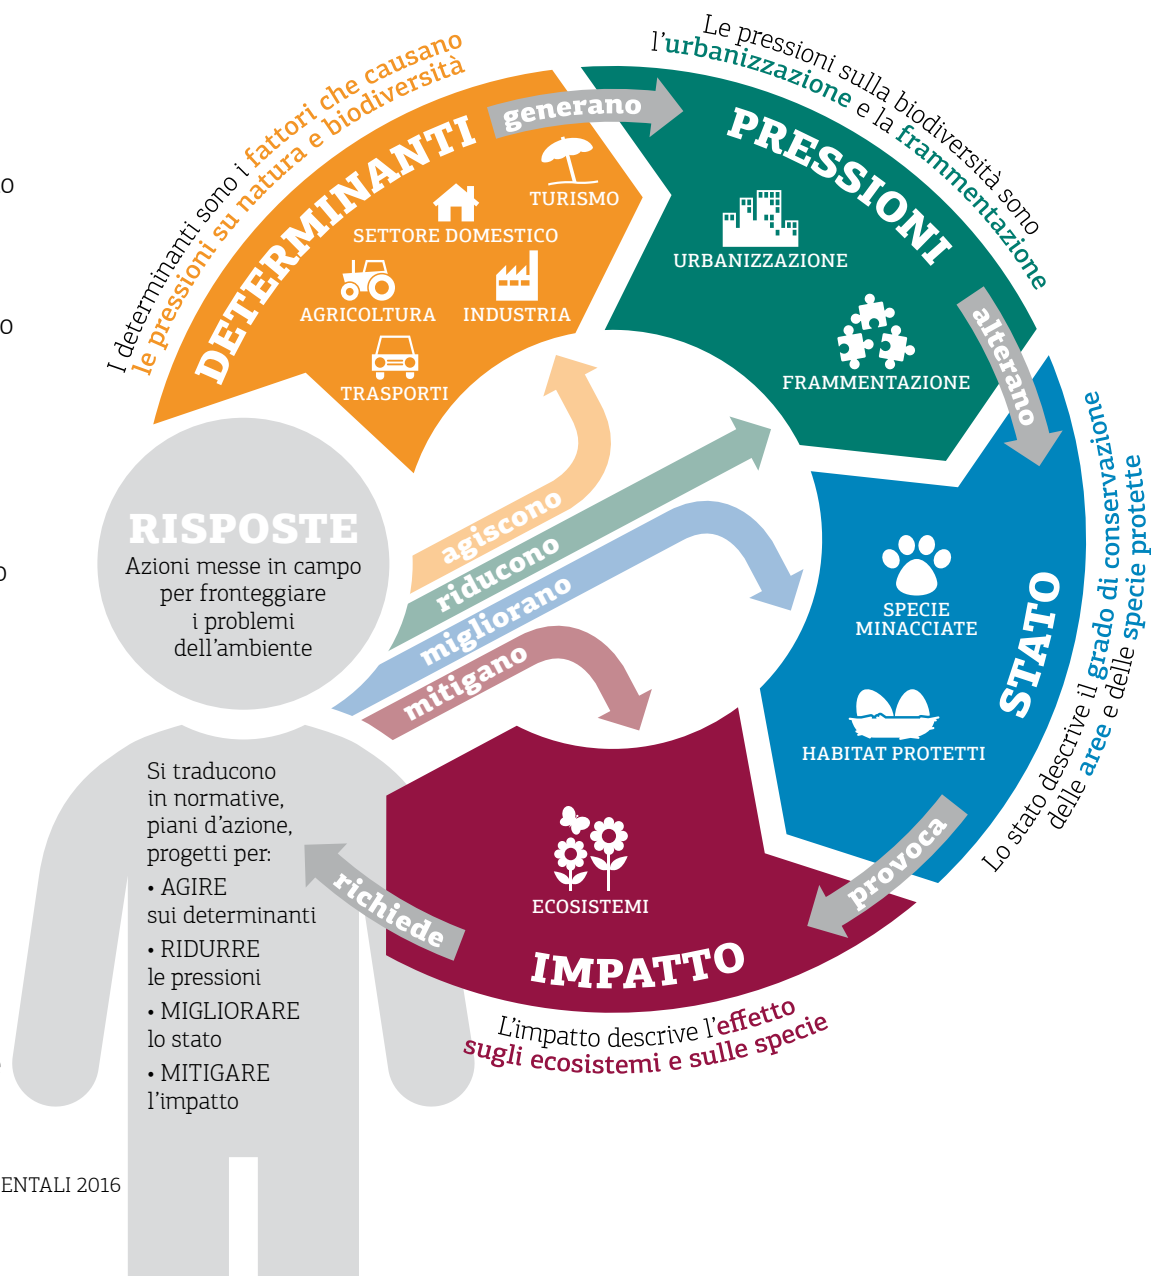 I determinanti sono i fattori che causano
le pressioni su natura e biodiversità
DETERMINANTI
TURISMO
SETTORE DOMESTICO
AGRICOLTURA
INDUSTRIA
TRASPORTI
generano
Le pressioni sulla biodiversità sono
l'urbanizzazione e la frammentazione
PRESSIONI
URBANIZZAZIONE
FRAMMENTAZIONE
alterano
Lo stato descrive il grado di conservazione
delle aree e delle specie protette
STATO
SPECIE
MINACCIATE
HABITAT PROTETTI
provoca
IMPATTO
ECOSISTEMI
L'impatto descrive l'effetto
sugli ecosistemi e sulle specie
richiede
RISPOSTE
Azioni messe in campo
per fronteggiare
i problemi
dell'ambiente
agiscono
riducono
migliorano
mitigano
Si traducono
in normative,
piani d'azione,
progetti per:
• AGIRE
sui determinanti
• RIDURRE
le pressioni
• MIGLIORARE
lo stato
• MITIGARE
l'impatto
ENTALI 2016